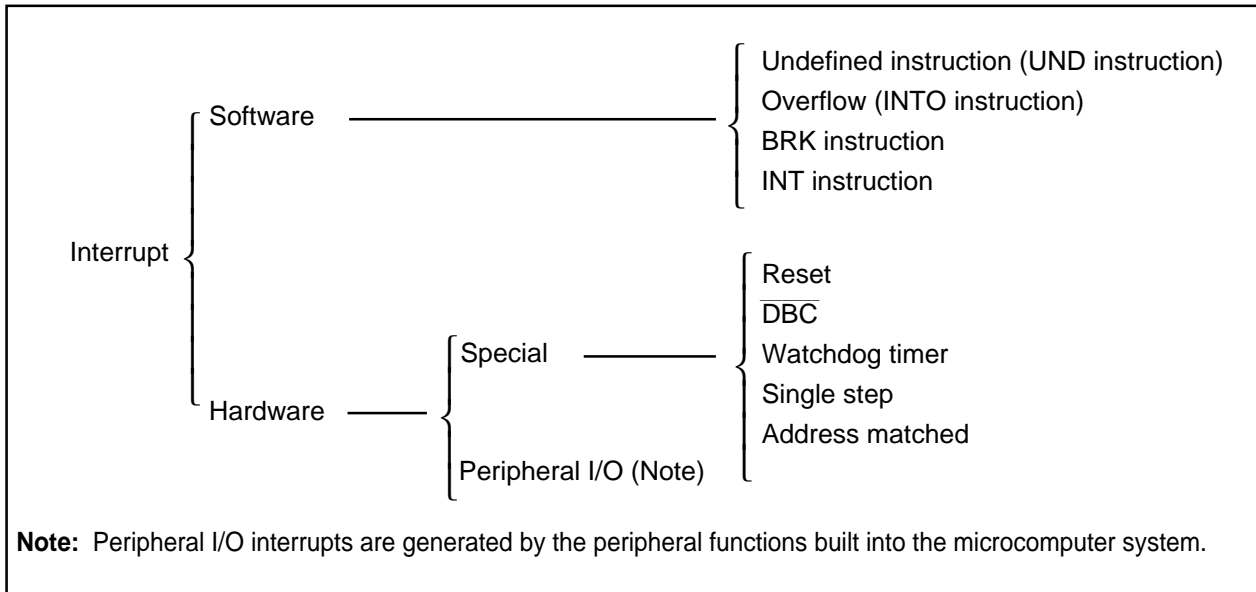 Interrupt
Software
Undefined instruction (UND instruction)
Overflow (INTO instruction)
BRK instruction
INT instruction
Hardware
Special
Reset
D̅B̅C̅
Watchdog timer
Single step
Address matched
Peripheral I/O (Note)
Note: Peripheral I/O interrupts are generated by the peripheral functions built into the microcomputer system.